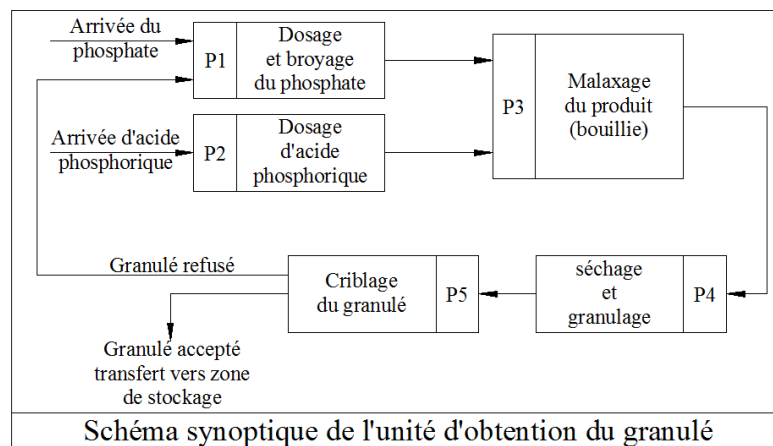 Arrivée du
phosphate
P1
Dosage
et broyage
du phosphate
Arrivée d'acide
phosphorique
P2
Dosage
d'acide
phosphorique
P3
Malaxage
du produit
(bouillie)
Granulé refusé
Criblage
du granulé
P5
séchage
et
granulage
P4
Granulé accepté
transfert vers zone
de stockage
Schéma synoptique de l'unité d'obtention du granulé